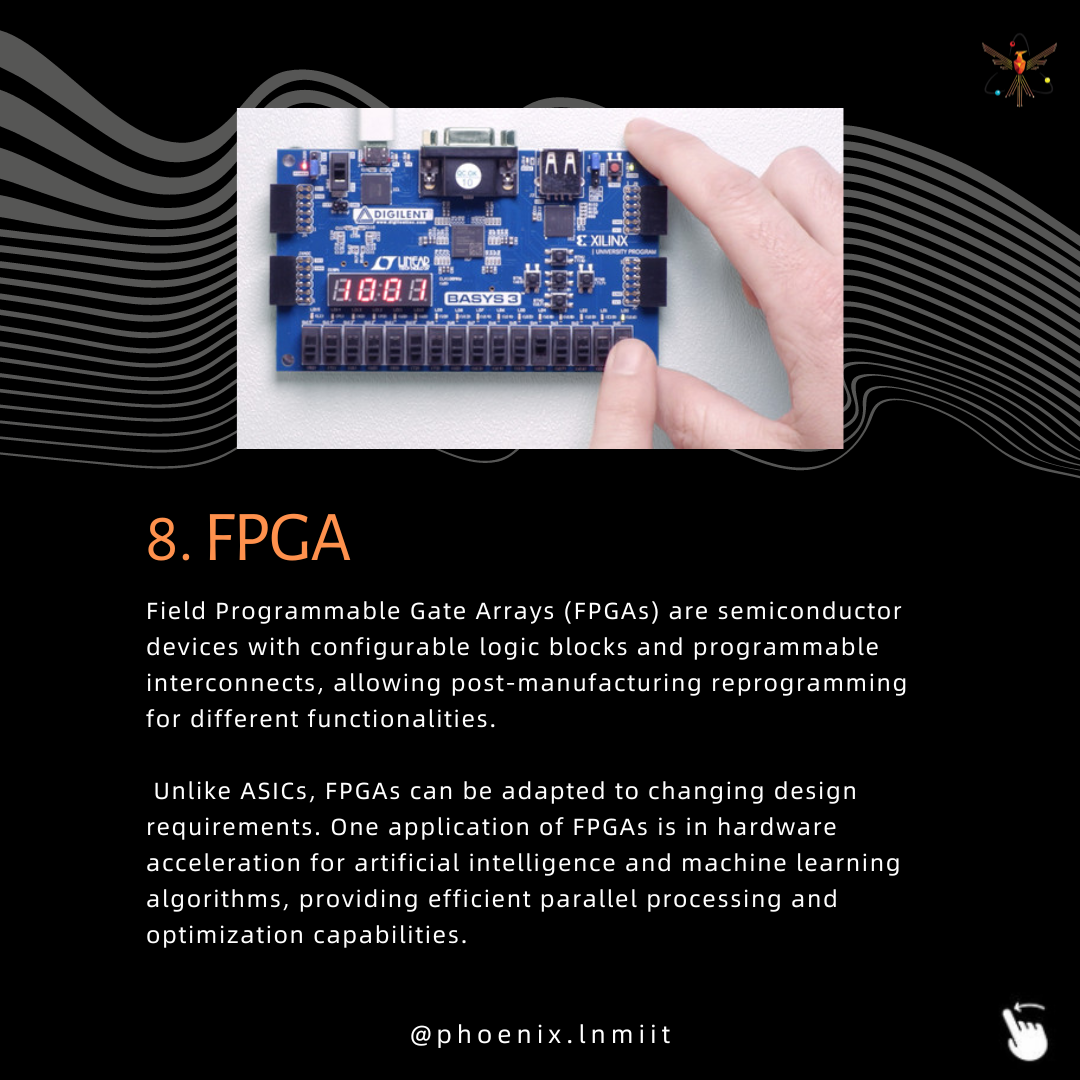 DIGILENT
LINEAR
XILINX
UNIVERSITY PROGRAM
1001
BASYS 3
8. FPGA
Field Programmable Gate Arrays (FPGAs) are semiconductor
devices with configurable logic blocks and programmable
interconnects, allowing post-manufacturing reprogramming
for different functionalities.
Unlike ASICs, FPGAs can be adapted to changing design
requirements. One application of FPGAs is in hardware
acceleration for artificial intelligence and machine learning
algorithms, providing efficient parallel processing and
optimization capabilities.
@phoenix.lnmiit